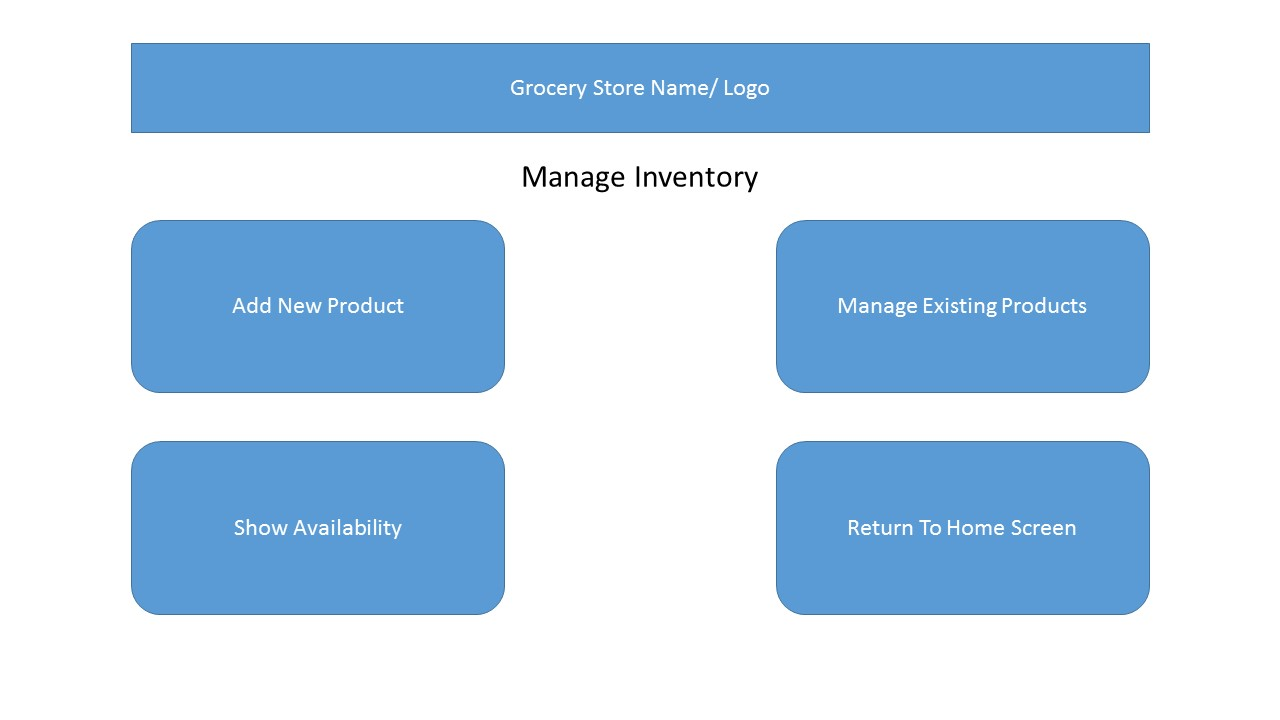 Grocery Store Name/ Logo
Manage Inventory
Add New Product
Manage Existing Products
Show Availability
Return To Home Screen